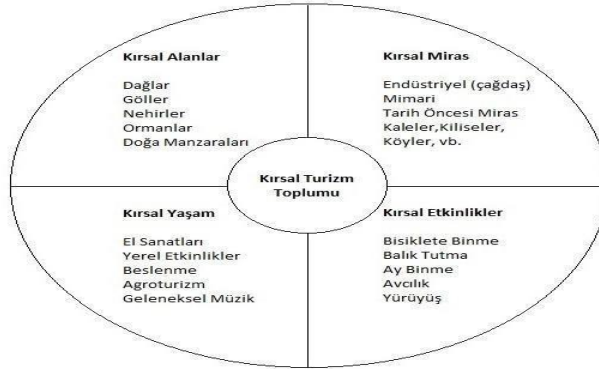 Kırsal Alanlar
Dağlar
Göller
Nehirler
Ormanlar
Doğa Manzaraları
Kırsal Miras
Endüstriyel (çağdaş)
Mimari
Tarih Öncesi Miras
Kaleler,Kiliseler,
Köyler, vb.
Kırsal Turizm
Toplumu
Kırsal Yaşam
El Sanatları
Yerel Etkinlikler
Beslenme
Agroturizm
Geleneksel Müzik
Kırsal Etkinlikler
Bisiklete Binme
Balık Tutma
Ay Binme
Avcılık
Yürüyüş